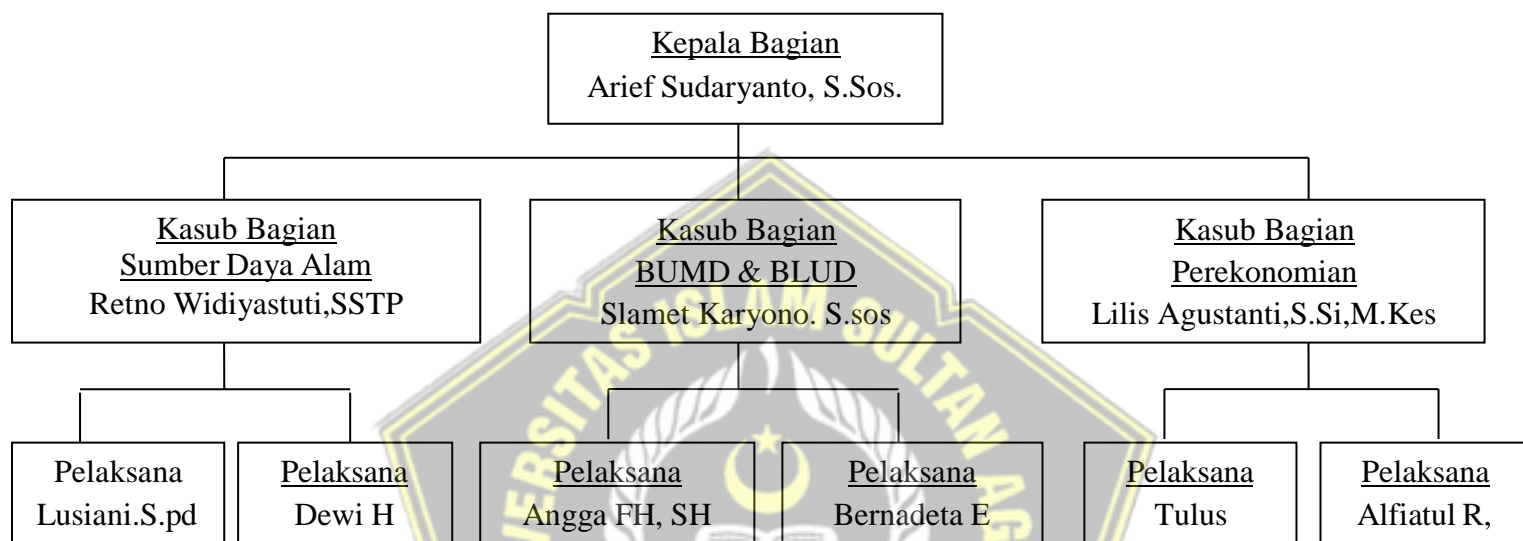 Kepala Bagian
Arief Sudaryanto, S.Sos.
Kasub Bagian
Sumber Daya Alam
Retno Widiyastuti,SSTP
Kasub Bagian
BUMD & BLUD
Slamet Karyono. S.sos
Kasub Bagian
Perekonomian
Lilis Agustanti,S.Si,M.Kes
Pelaksana
Lusiani.S.pd
Pelaksana
Dewi H
Pelaksana
Angga FH, SH
Pelaksana
Bernadeta E
Pelaksana
Tulus
Pelaksana
Alfiatul R,
ISLAM SULTAN